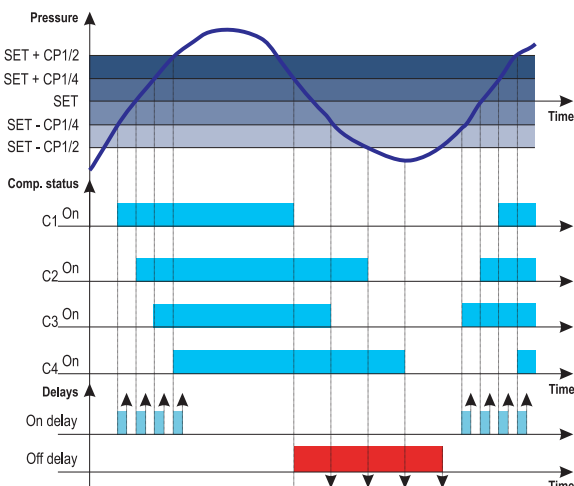 Pressure
SET + CP1/2
SET + CP1/4
SET
Time
SET - CP1/4
SET - CP1/2
Comp. status
C1 On
C2 On
C3 On
C4 On
Time
Delays
On delay
Off delay
Time